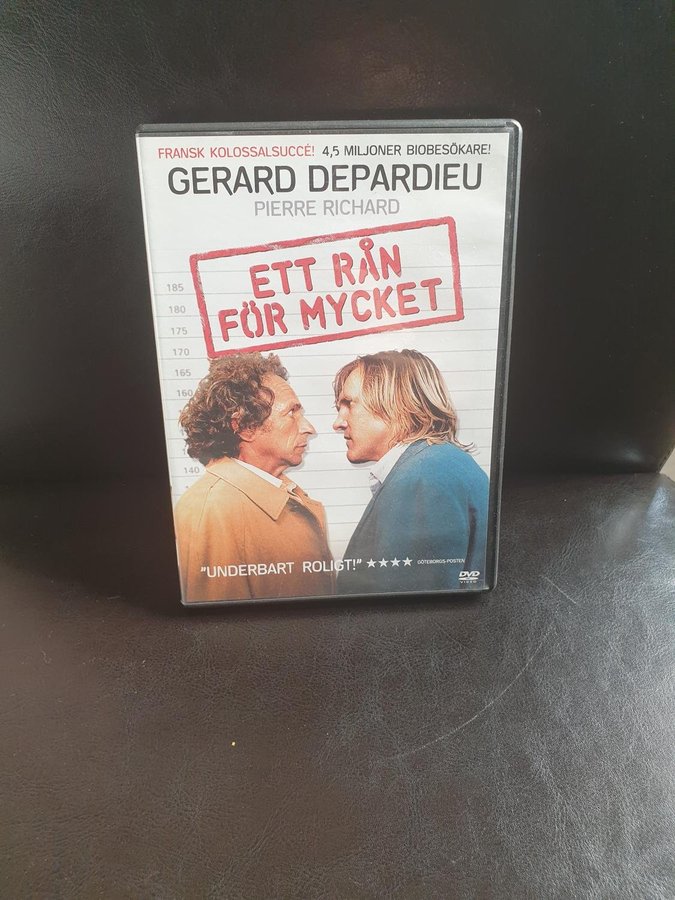 FRANSK KOLOSSALSUCCÉ! 4,5 MILJONER BIOBESÖKARE!
GERARD DEPARDIEU
PIERRE RICHARD
ETT RÅN
FÖR MYCKET
185
180
175
170
165
160
140
"UNDERBART ROLIGT!" ★★★★ GÖTEBORGS-POSTEN
DVD
VIDEO